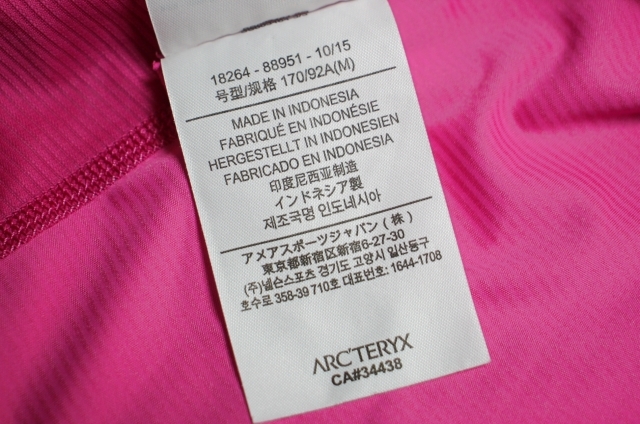 18264 - 88951 - 10/15
号型/规格 170/92A(M)
MADE IN INDONESIA
FABRIQUÉ EN INDONÉSIE
HERGESTELLT IN INDONESIEN
FABRICADO EN INDONESIA
印度尼西亚制造
インドネシア製
제조국명 인도네시아
アメアスポーツジャパン（株）
東京都新宿区新宿6-27-30
(주)넬슨스포츠 경기도 고양시 일산동구
호수로 358-39 710호 대표번호: 1644-1708
ARC'TERYX
CA#34438